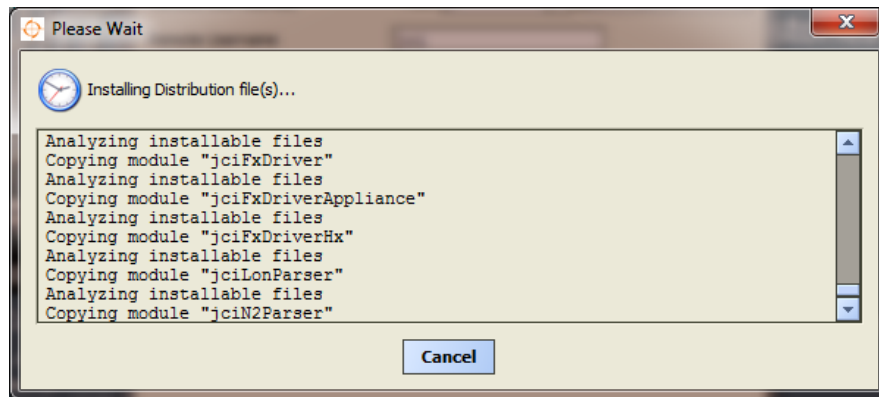 Please Wait
Installing Distribution file(s)...
Analyzing installable files
Copying module "jciFxDriver"
Analyzing installable files
Copying module "jciFxDriverAppliance"
Analyzing installable files
Copying module "jciFxDriverHx"
Analyzing installable files
Copying module "jciLonParser"
Analyzing installable files
Copying module "jciN2Parser"
Cancel